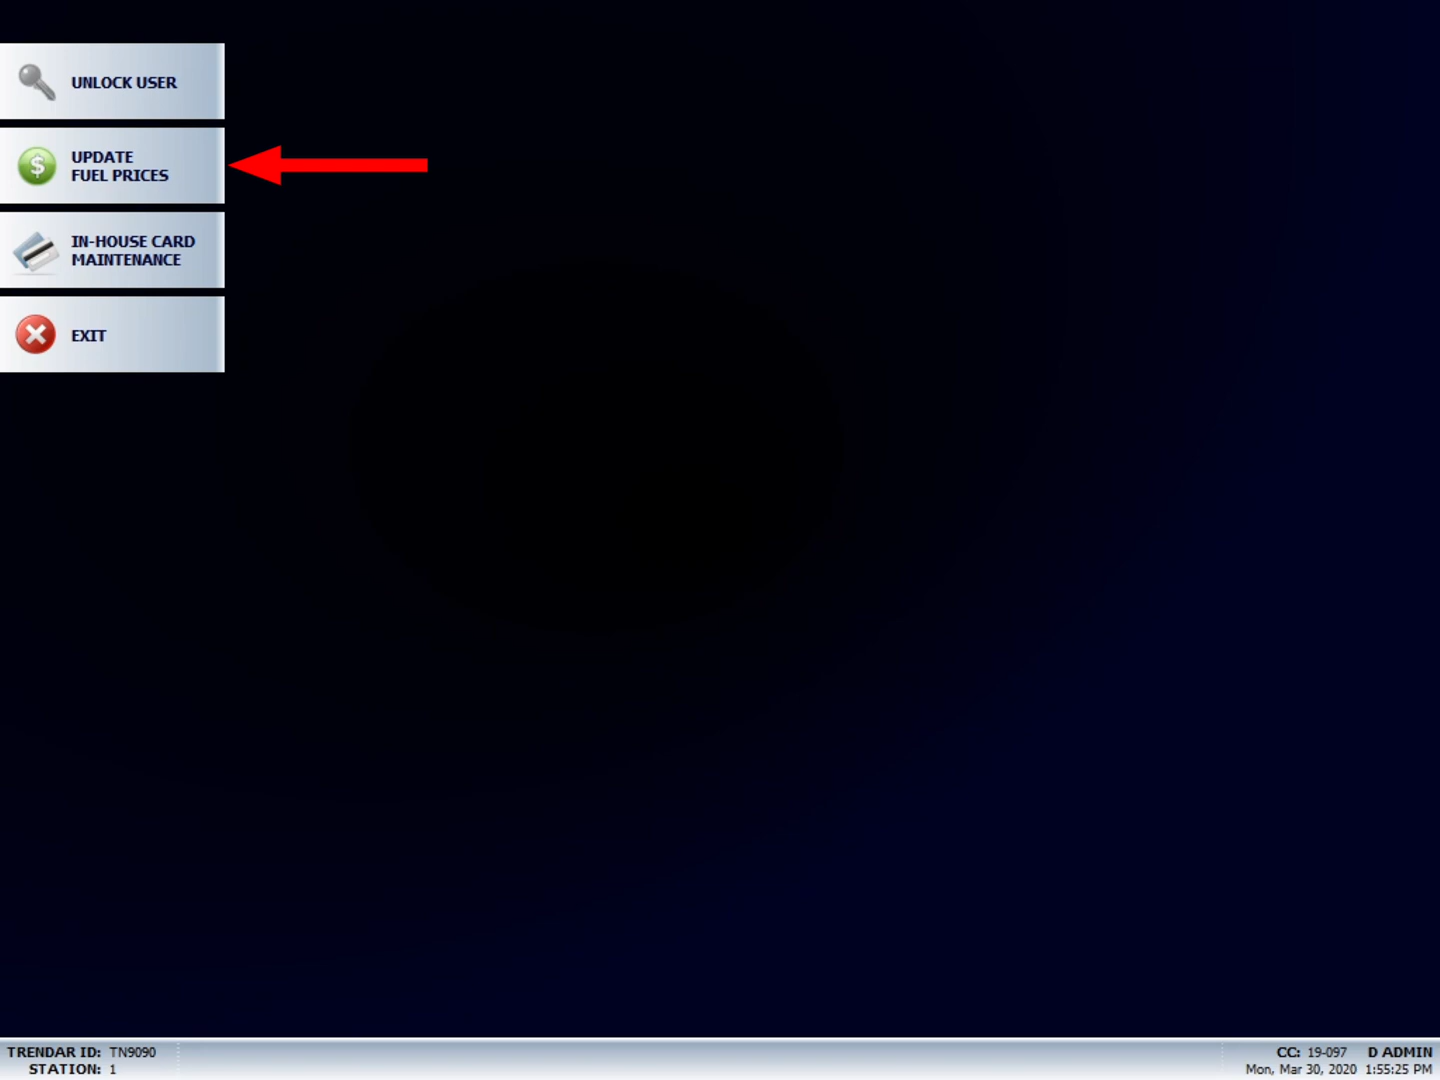 UNLOCK USER
UPDATE
FUEL PRICES
IN-HOUSE CARD
MAINTENANCE
EXIT
TRENDAR ID: TN9090
STATION: 1
CC: 19-097 D ADMIN
Mon, Mar 30, 2020 1:55:25 PM